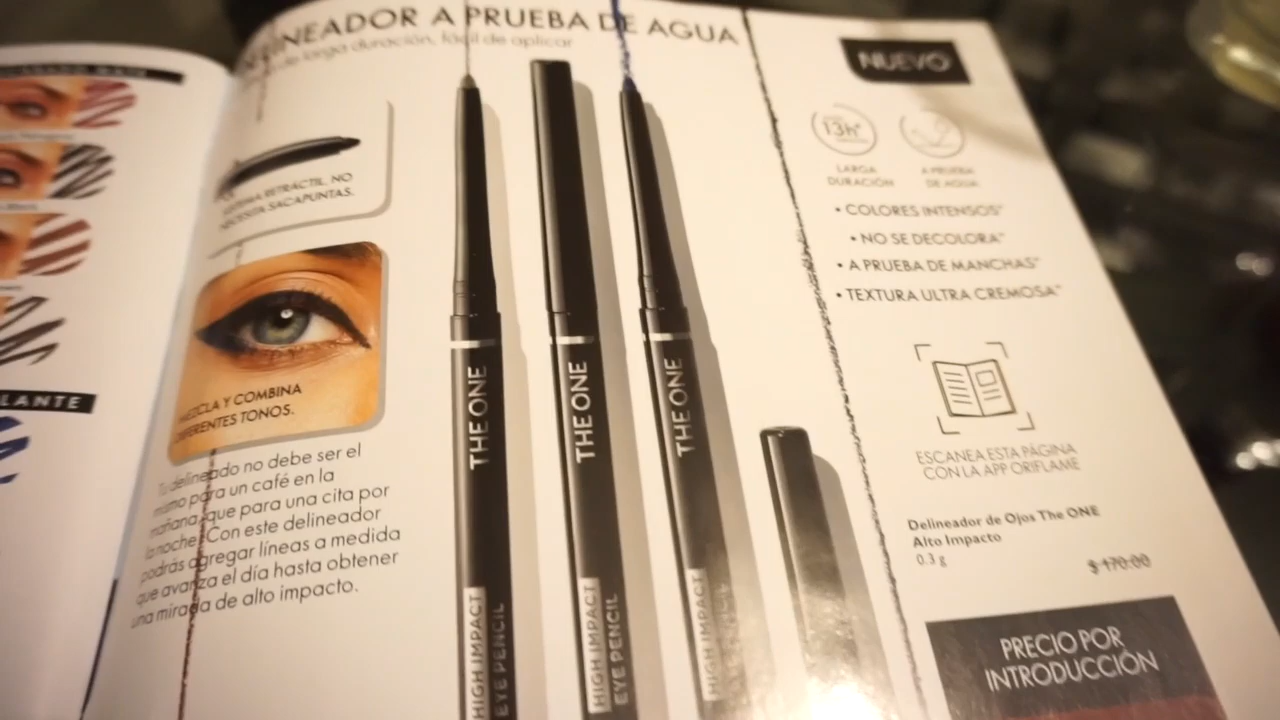 DELINEADOR A PRUEBA DE AGUA
de larga duración, fácil de aplicar
SISTEMA RETRÁCTIL, NO
NECESITA SACAPUNTAS.
MEZCLA Y COMBINA
DIFERENTES TONOS.
Tu delineado no debe ser el
mismo para un café en la
mañana, que para una cita por
la noche. Con este delineador
podrás agregar líneas a medida
que avanza el día hasta obtener
una mirada de alto impacto.
LANTE
THE ONE
HIGH IMPACT
EYE PENCIL
THE ONE
HIGH IMPACT
EYE PENCIL
THE ONE
HIGH IMPACT
NUEVO
13h*
LARGA
DURACIÓN
A PRUEBA
DE AGUA
• COLORES INTENSOS*
• NO SE DECOLORA*
• A PRUEBA DE MANCHAS*
• TEXTURA ULTRA CREMOSA*
ESCANEA ESTA PÁGINA
CON LA APP ORIFLAME
Delineador de Ojos The ONE
Alto Impacto
0.3 g
$ 170.00
PRECIO POR
INTRODUCCIÓN